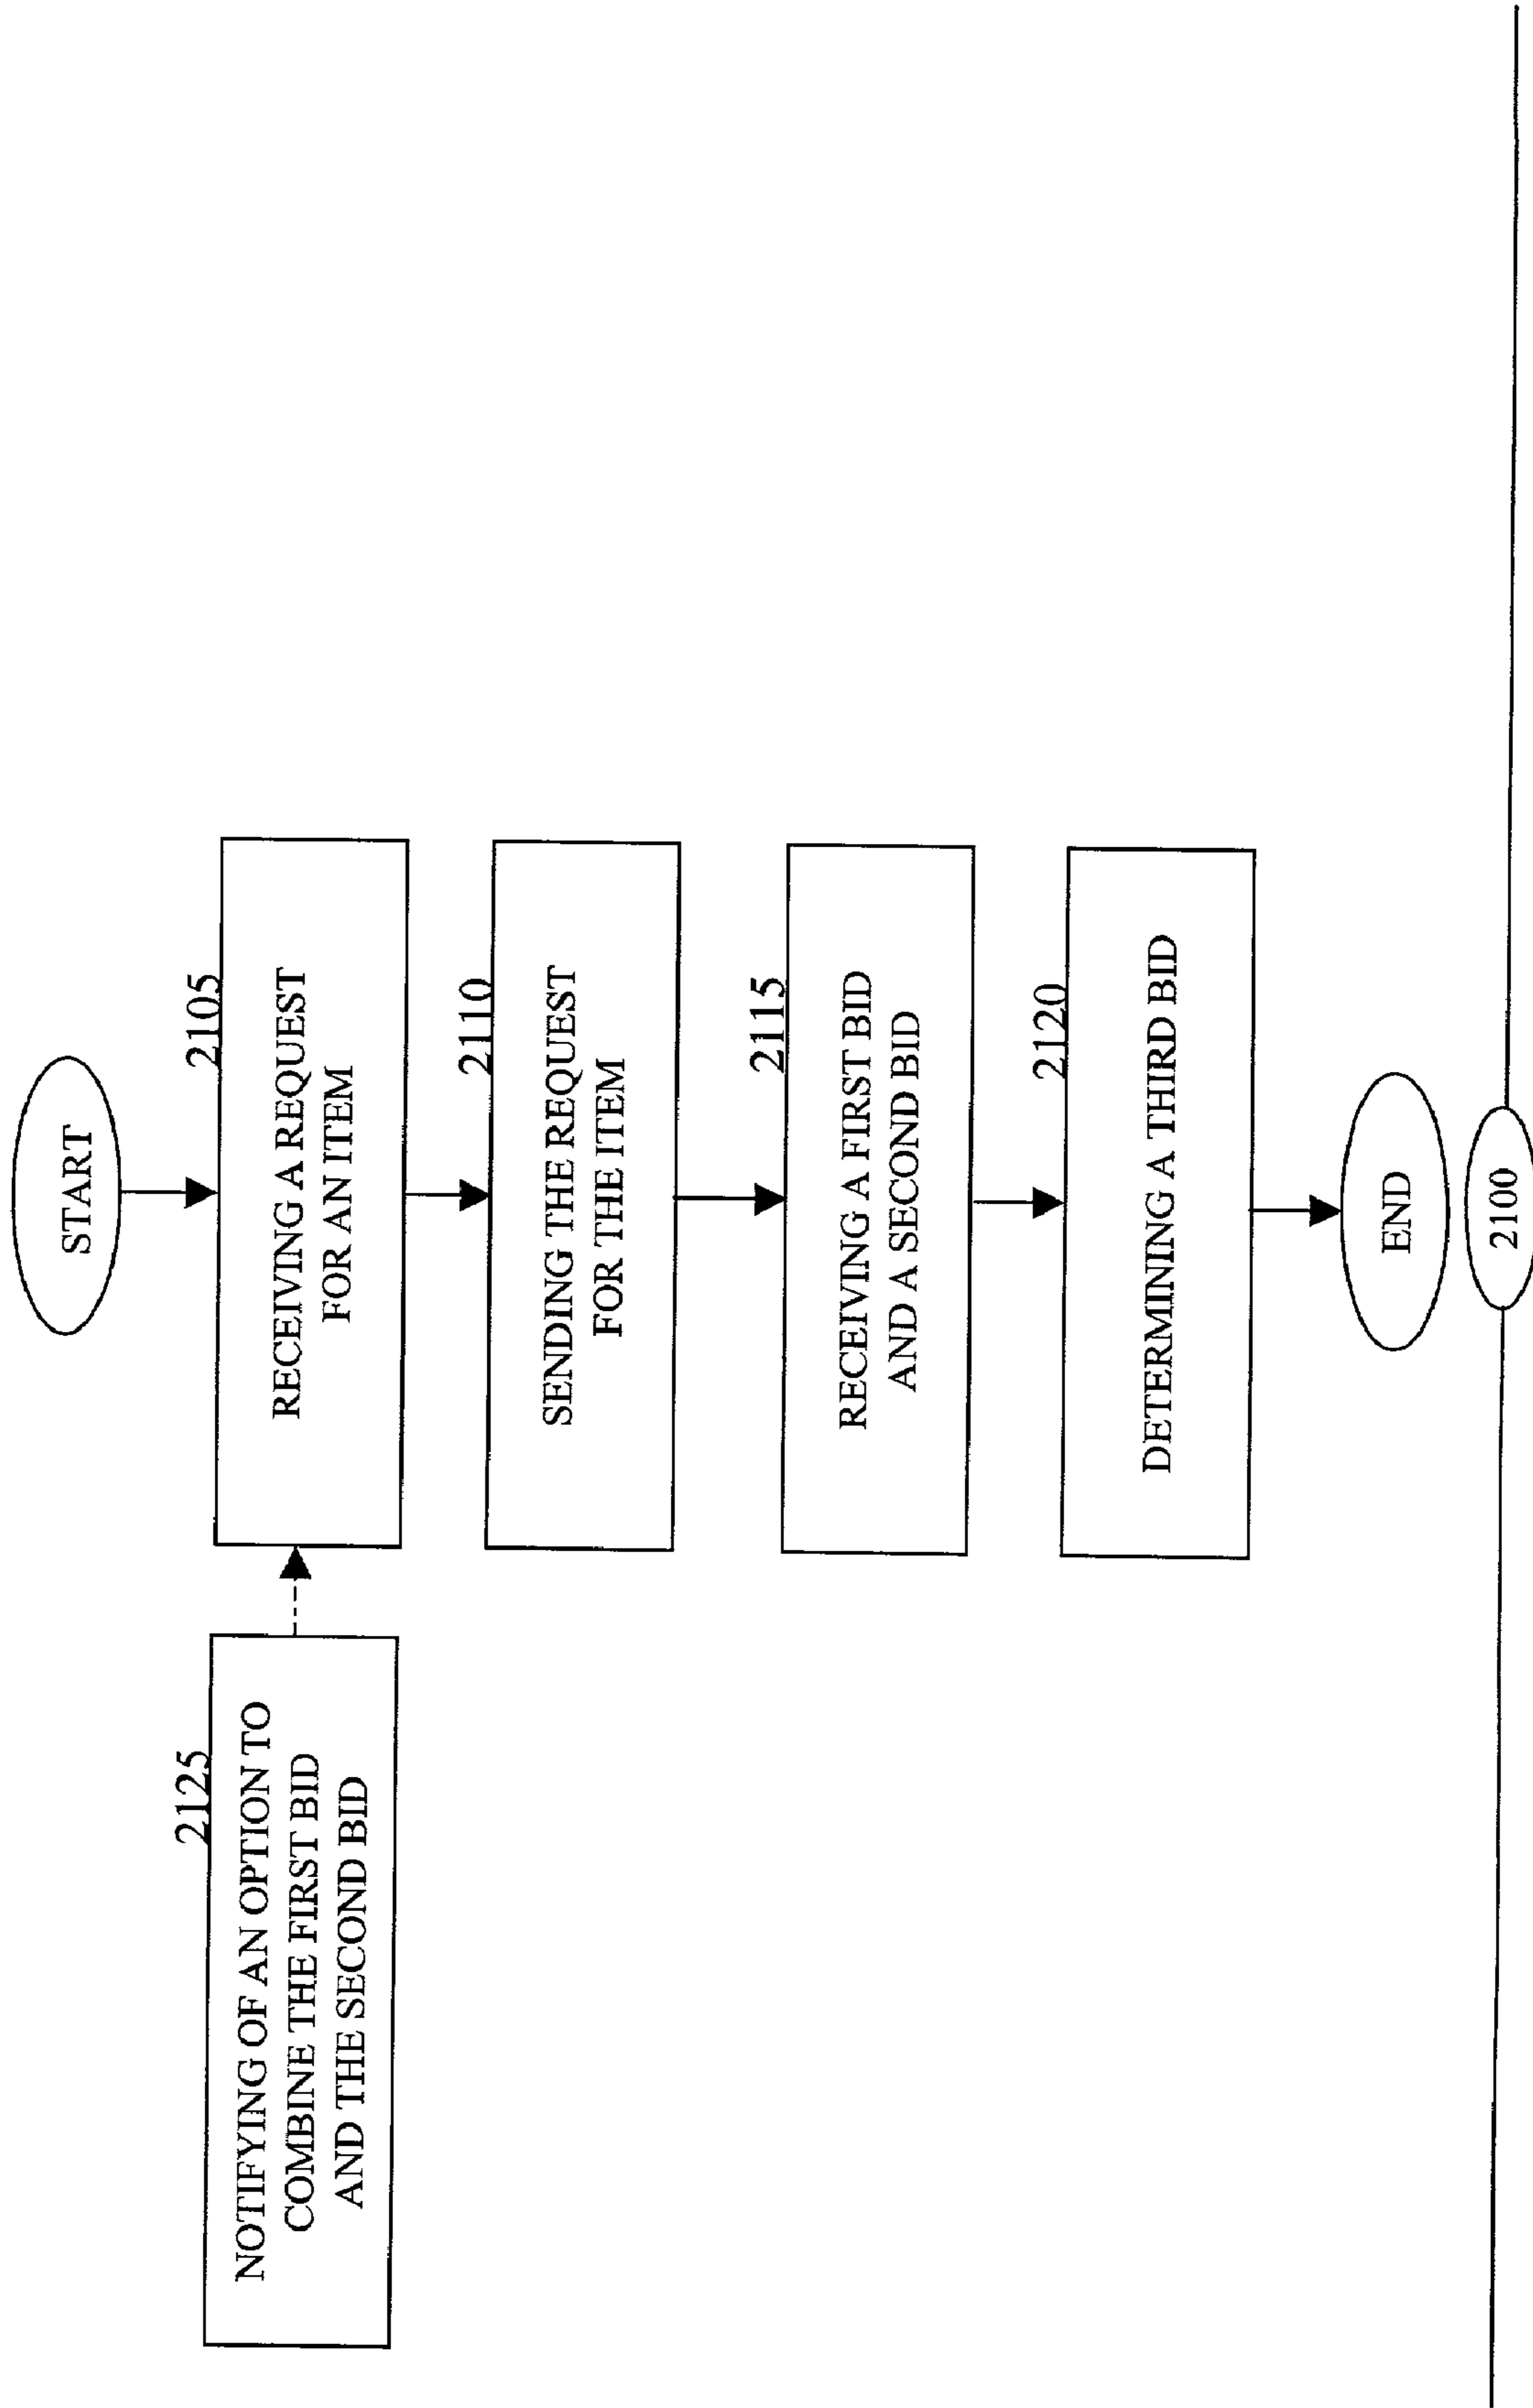 START
2105
RECEIVING A REQUEST
FOR AN ITEM
2125
NOTIFYING OF AN OPTION TO
COMBINE THE FIRST BID
AND THE SECOND BID
2110
SENDING THE REQUEST
FOR THE ITEM
2115
RECEIVING A FIRST BID
AND A SECOND BID
2120
DETERMINING A THIRD BID
END
2100